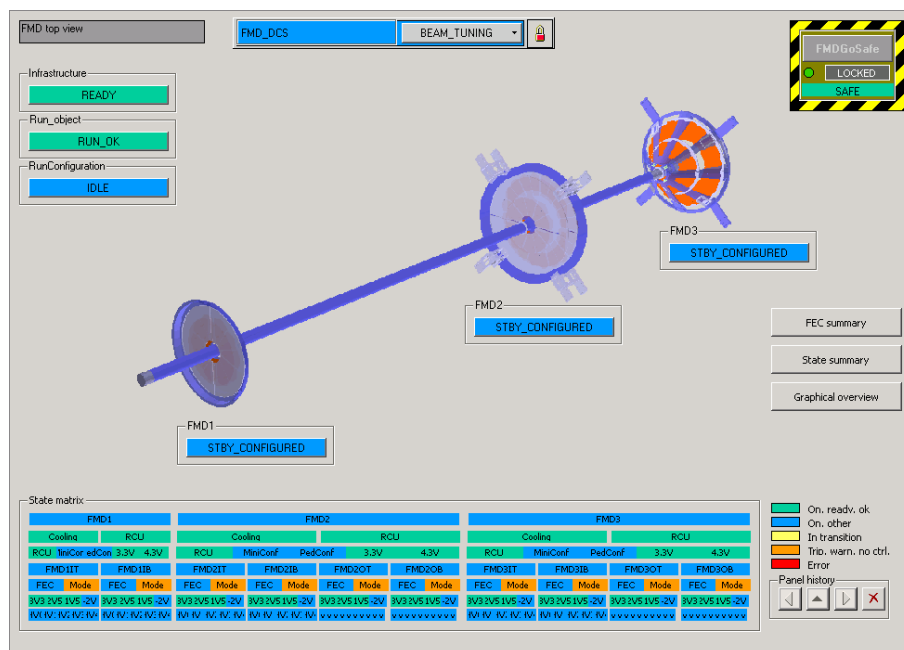 FMD top view
FMD_DCS BEAM_TUNING
FMDGoSafe
LOCKED
SAFE
Infrastructure
READY
Run_object
RUN_OK
RunConfiguration
IDLE
FMD3
STBY_CONFIGURED
FMD2
STBY_CONFIGURED
FEC summary
State summary
Graphical overview
FMD1
STBY_CONFIGURED
State matrix
FMD1 FMD2 FMD3
Cooling RCU Cooling RCU Cooling RCU
RCU 3.3V 4.3V RCU MiniConf PedConf 3.3V 4.3V RCU MiniConf PedConf 3.3V 4.3V
FMD1IT FMD1IB FMD2IT FMD2IB FMD2OT FMD2OB FMD3IT FMD3IB FMD3OT FMD3OB
FEC Mode FEC Mode FEC Mode FEC Mode FEC Mode FEC Mode FEC Mode FEC Mode FEC Mode FEC Mode
On. ready. ok
On. other
In transition
Trip. warn. no ctrl.
Error
Panel history